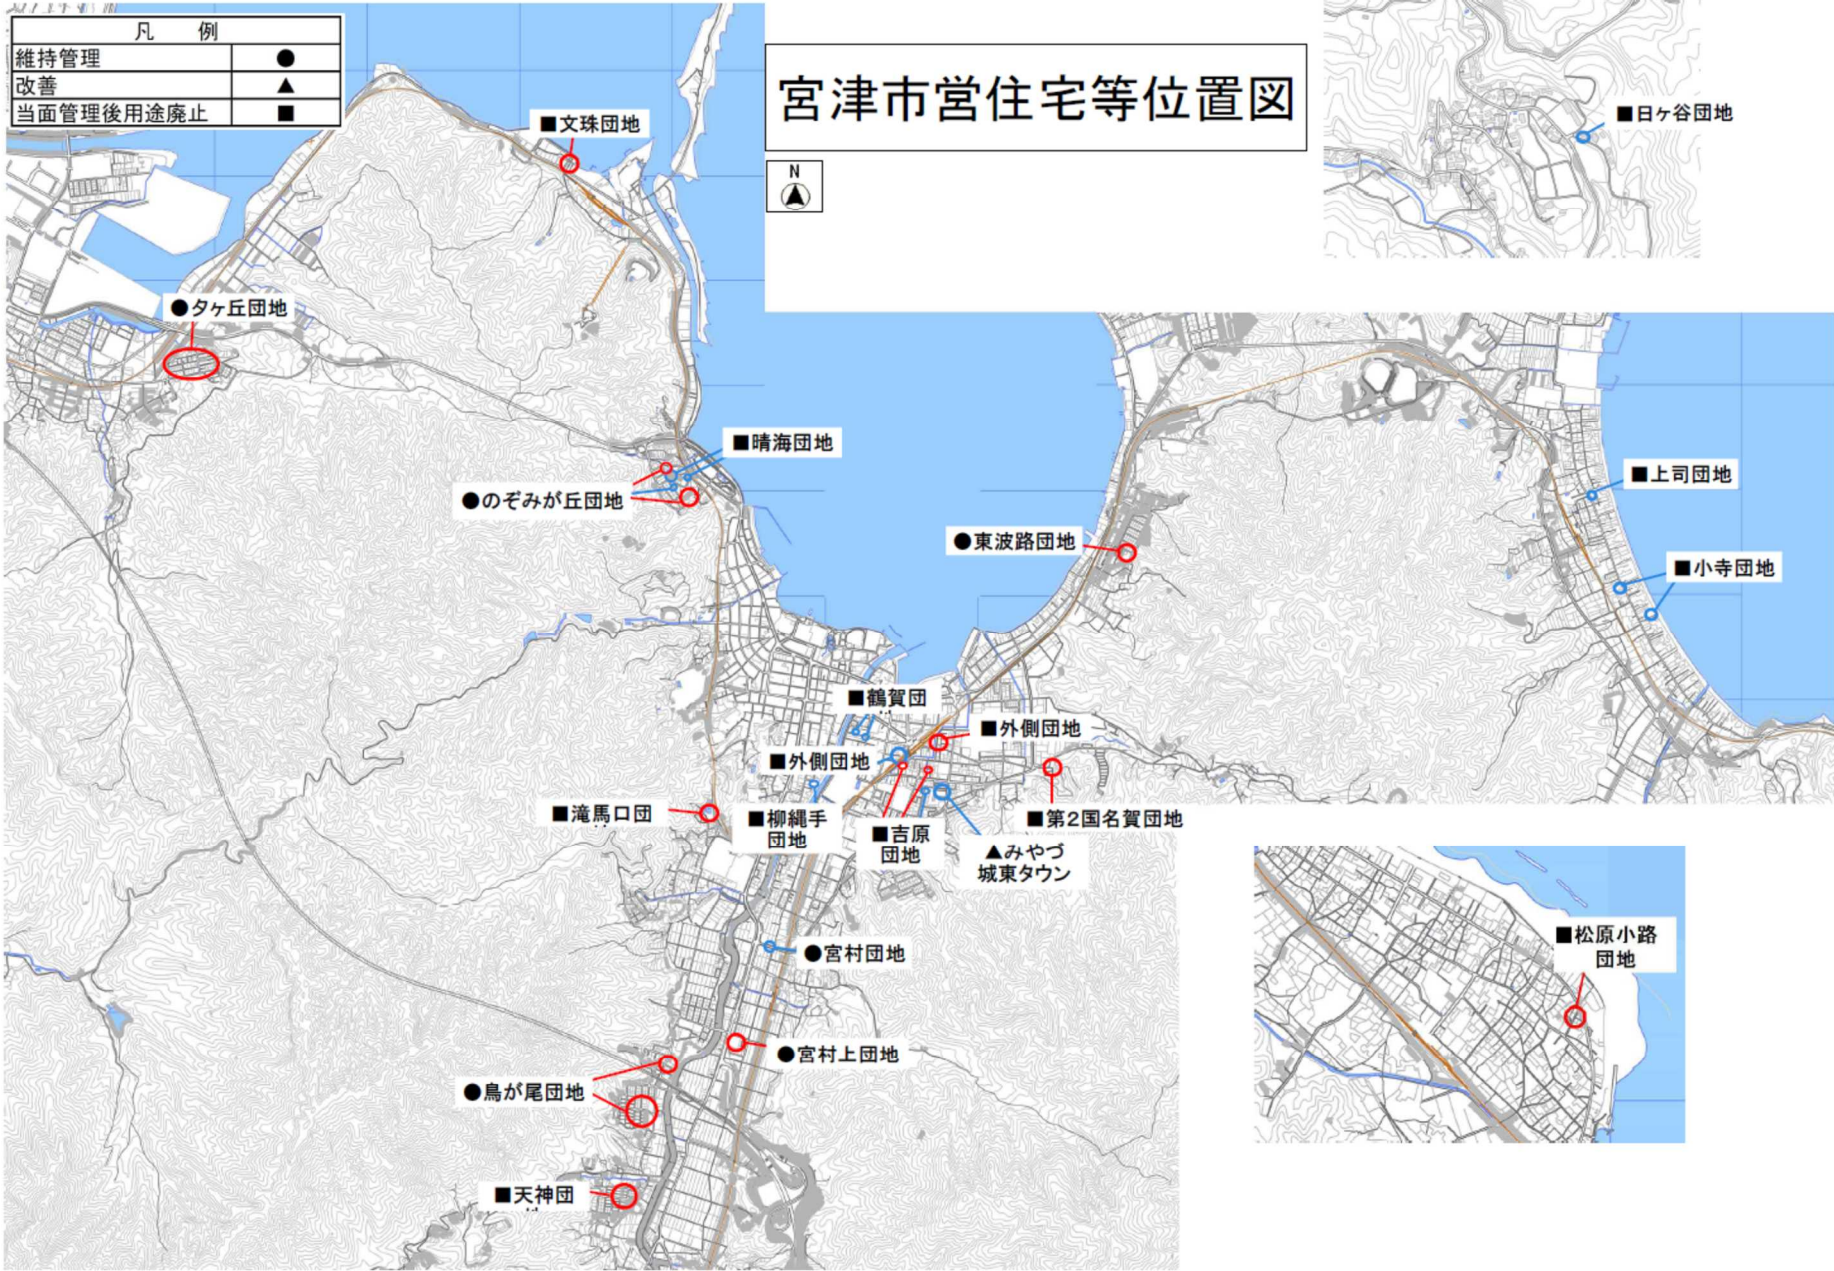 凡 例
維持管理 ●
改善 ▲
当面管理後用途廃止 ■
宮津市営住宅等位置図
N
■文珠団地
■日ヶ谷団地
●夕ヶ丘団地
■晴海団地
●のぞみが丘団地
■上司団地
●東波路団地
■小寺団地
■鶴賀団
■外側団地
■外側団地
■滝馬口団
■柳縄手
団地
■吉原
団地
■第2国名賀団地
▲みやづ
城東タウン
■松原小路
団地
●宮村団地
●宮村上団地
●鳥が尾団地
■天神団